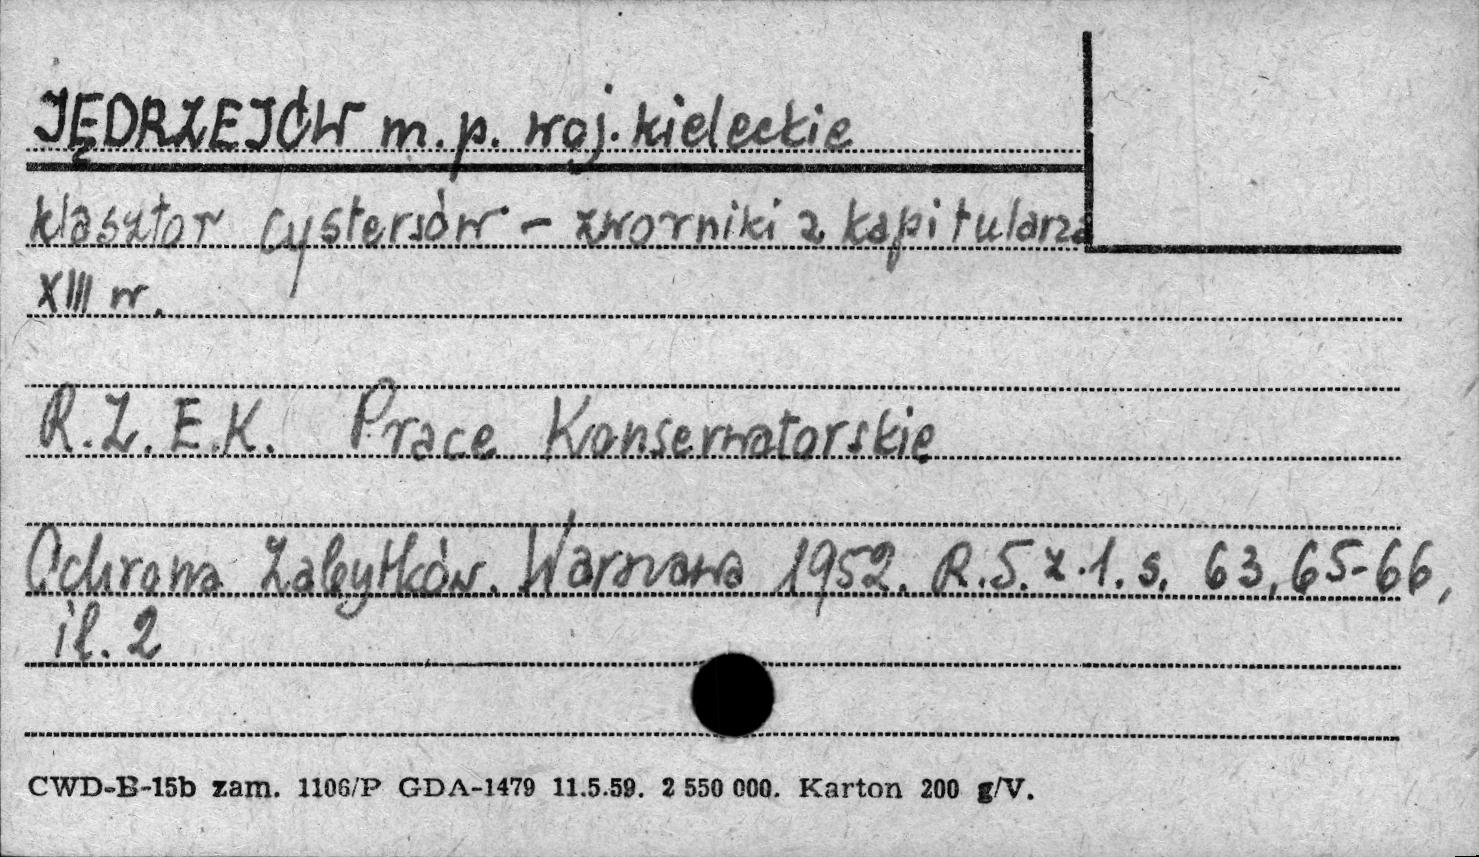 JĘDRZEJÓW m.p. woj. kieleckie
klasztor cystersów – zworniki z kapitularza
XIII w.
R.Z.E.K. Prace Konserwatorskie
Ochrona Zabytków. Warszawa 1952. R.5. z.1. s. 63, 65-66,
il. 2
CWD-B-15b zam. 1106/P GDA-1479 11.5.59. 2 550 000. Karton 200 g/V.